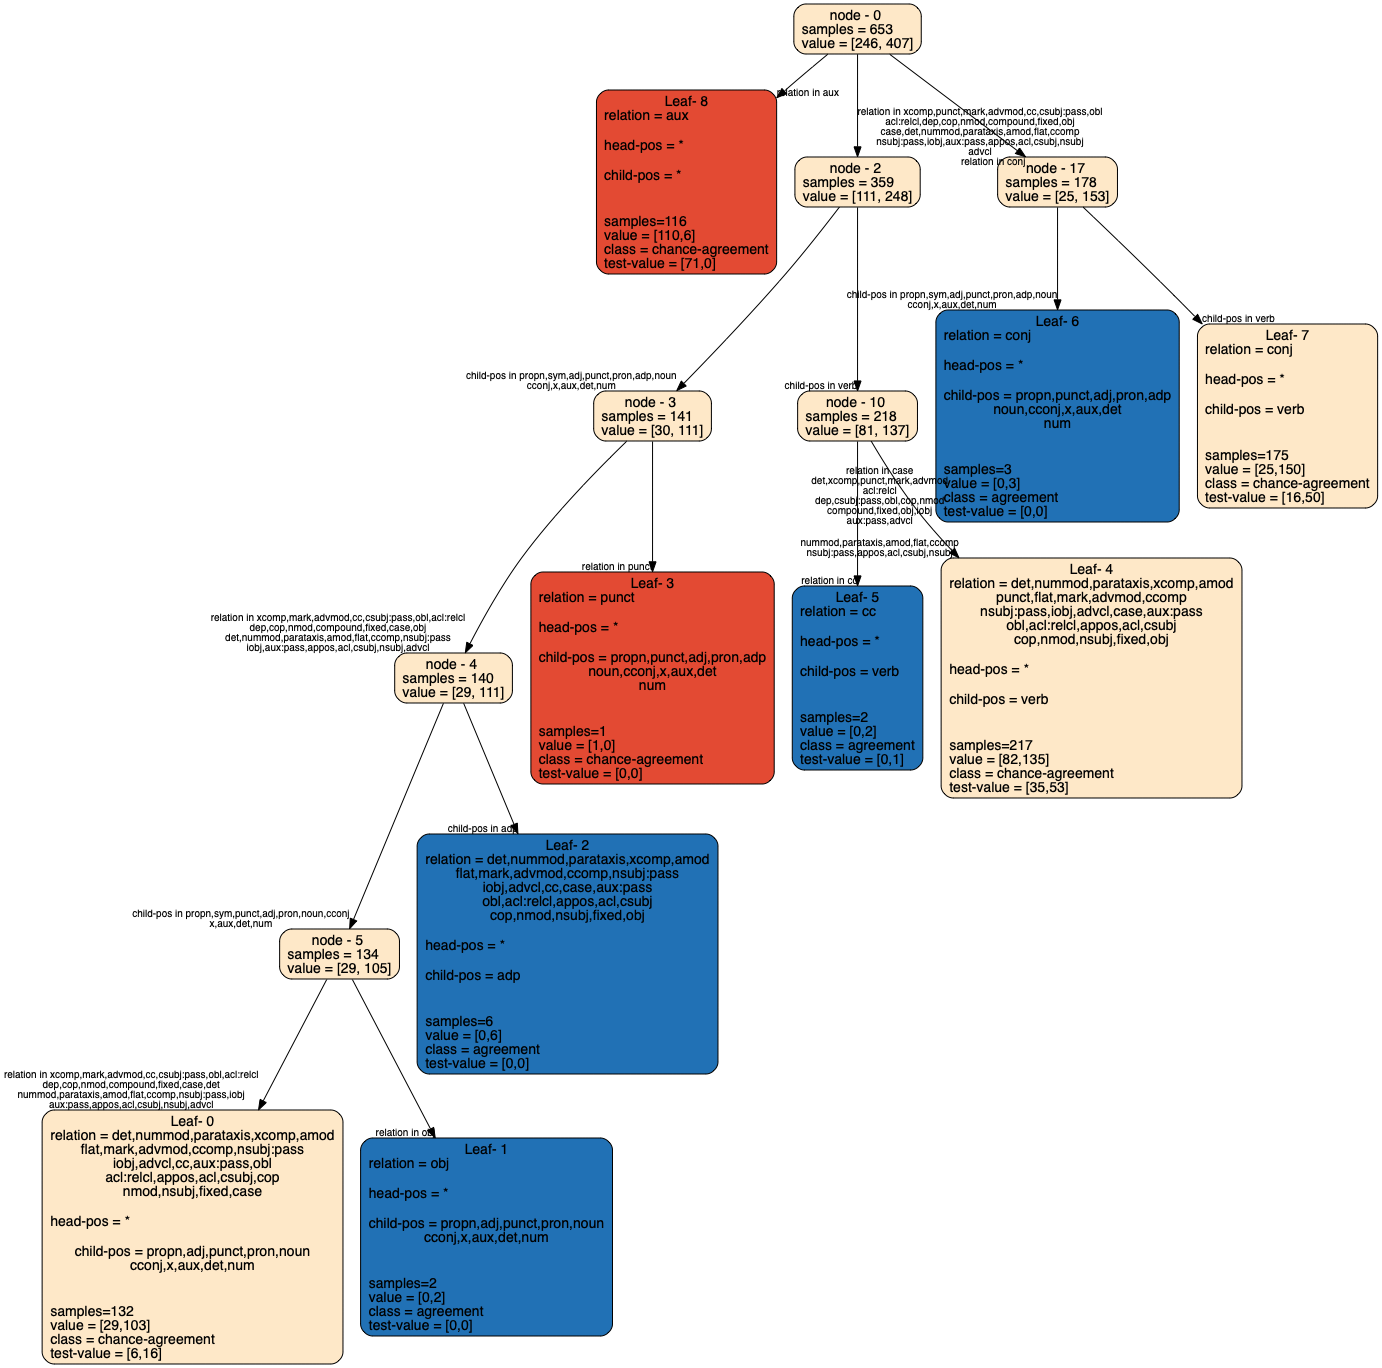 node - 0
samples = 653
value = [246, 407]
relation in aux
Leaf- 8
relation = aux
head-pos = *
child-pos = *
samples=116
value = [110,6]
class = chance-agreement
test-value = [71,0]
relation in xcomp,punct,mark,advmod,cc,csubj:pass,obl
acl:relcl,dep,cop,nmod,compound,fixed,obj
case,det,nummod,parataxis,amod,flat,ccomp
nsubj:pass,iobj,aux:pass,appos,acl,csubj,nsubj
advcl
relation in conj
node - 2
samples = 359
value = [111, 248]
node - 17
samples = 178
value = [25, 153]
child-pos in propn,sym,adj,punct,pron,adp,noun
cconj,x,aux,det,num
Leaf- 6
relation = conj
head-pos = *
child-pos = propn,punct,adj,pron,adp
noun,cconj,x,aux,det
num
samples=3
value = [0,3]
class = agreement
test-value = [0,0]
child-pos in verb
Leaf- 7
relation = conj
head-pos = *
child-pos = verb
samples=175
value = [25,150]
class = chance-agreement
test-value = [16,50]
child-pos in propn,sym,adj,punct,pron,adp,noun
cconj,x,aux,det,num
node - 3
samples = 141
value = [30, 111]
child-pos in verb
node - 10
samples = 218
value = [81, 137]
relation in case
det,xcomp,punct,mark,advmod
acl:relcl
dep,csubj:pass,obl,cop,nmod
compound,fixed,obj,iobj
aux:pass,advcl
nummod,parataxis,amod,flat,ccomp
nsubj:pass,appos,acl,csubj,nsubj
relation in punct
Leaf- 3
relation = punct
head-pos = *
child-pos = propn,punct,adj,pron,adp
noun,cconj,x,aux,det
num
samples=1
value = [1,0]
class = chance-agreement
test-value = [0,0]
relation in cc
Leaf- 5
relation = cc
head-pos = *
child-pos = verb
samples=2
value = [0,2]
class = agreement
test-value = [0,1]
Leaf- 4
relation = det,nummod,parataxis,xcomp,amod
punct,flat,mark,advmod,ccomp
nsubj:pass,iobj,advcl,case,aux:pass
obl,acl:relcl,appos,acl,csubj
cop,nmod,nsubj,fixed,obj
head-pos = *
child-pos = verb
samples=217
value = [82,135]
class = chance-agreement
test-value = [35,53]
relation in xcomp,mark,advmod,cc,csubj:pass,obl,acl:relcl
dep,cop,nmod,compound,fixed,case,obj
det,nummod,parataxis,amod,flat,ccomp,nsubj:pass
iobj,aux:pass,appos,acl,csubj,nsubj,advcl
node - 4
samples = 140
value = [29, 111]
child-pos in adp
Leaf- 2
relation = det,nummod,parataxis,xcomp,amod
flat,mark,advmod,ccomp,nsubj:pass
iobj,advcl,cc,case,aux:pass
obl,acl:relcl,appos,acl,csubj
cop,nmod,nsubj,fixed,obj
head-pos = *
child-pos = adp
samples=6
value = [0,6]
class = agreement
test-value = [0,0]
child-pos in propn,sym,punct,adj,pron,noun,cconj
x,aux,det,num
node - 5
samples = 134
value = [29, 105]
relation in xcomp,mark,advmod,cc,csubj:pass,obl,acl:relcl
dep,cop,nmod,compound,fixed,case,det
nummod,parataxis,amod,flat,ccomp,nsubj:pass,iobj
aux:pass,appos,acl,csubj,nsubj,advcl
Leaf- 0
relation = det,nummod,parataxis,xcomp,amod
flat,mark,advmod,ccomp,nsubj:pass
iobj,advcl,cc,aux:pass,obl
acl:relcl,appos,acl,csubj,cop
nmod,nsubj,fixed,case
head-pos = *
child-pos = propn,adj,punct,pron,noun
cconj,x,aux,det,num
samples=132
value = [29,103]
class = chance-agreement
test-value = [6,16]
relation in obj
Leaf- 1
relation = obj
head-pos = *
child-pos = propn,adj,punct,pron,noun
cconj,x,aux,det,num
samples=2
value = [0,2]
class = agreement
test-value = [0,0]